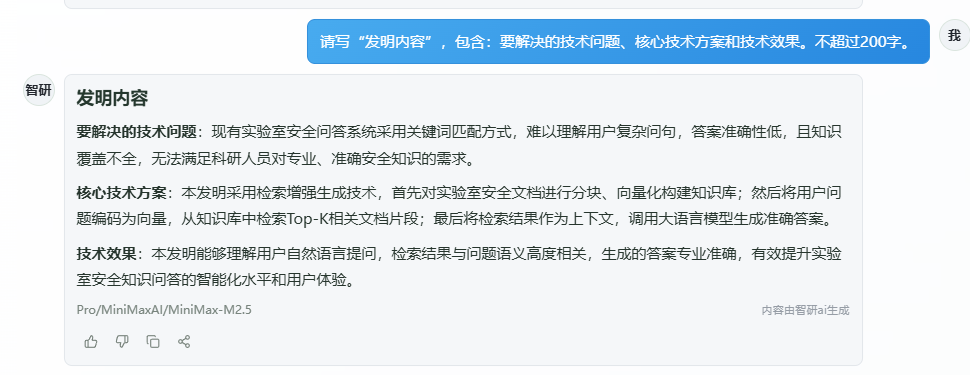 请写“发明内容”，包含：要解决的技术问题、核心技术方案和技术效果。不超过200字。
我
智研
发明内容
要解决的技术问题：现有实验室安全问答系统采用关键词匹配方式，难以理解用户复杂问句，答案准确性低，且知识
覆盖不全，无法满足科研人员对专业、准确安全知识的需求。
核心技术方案：本发明采用检索增强生成技术，首先对实验室安全文档进行分块、向量化构建知识库；然后将用户问
题编码为向量，从知识库中检索Top-K相关文档片段；最后将检索结果作为上下文，调用大语言模型生成准确答案。
技术效果：本发明能够理解用户自然语言提问，检索结果与问题语义高度相关，生成的答案专业准确，有效提升实验
室安全知识问答的智能化水平和用户体验。
Pro/MiniMaxAI/MiniMax-M2.5
内容由智研ai生成